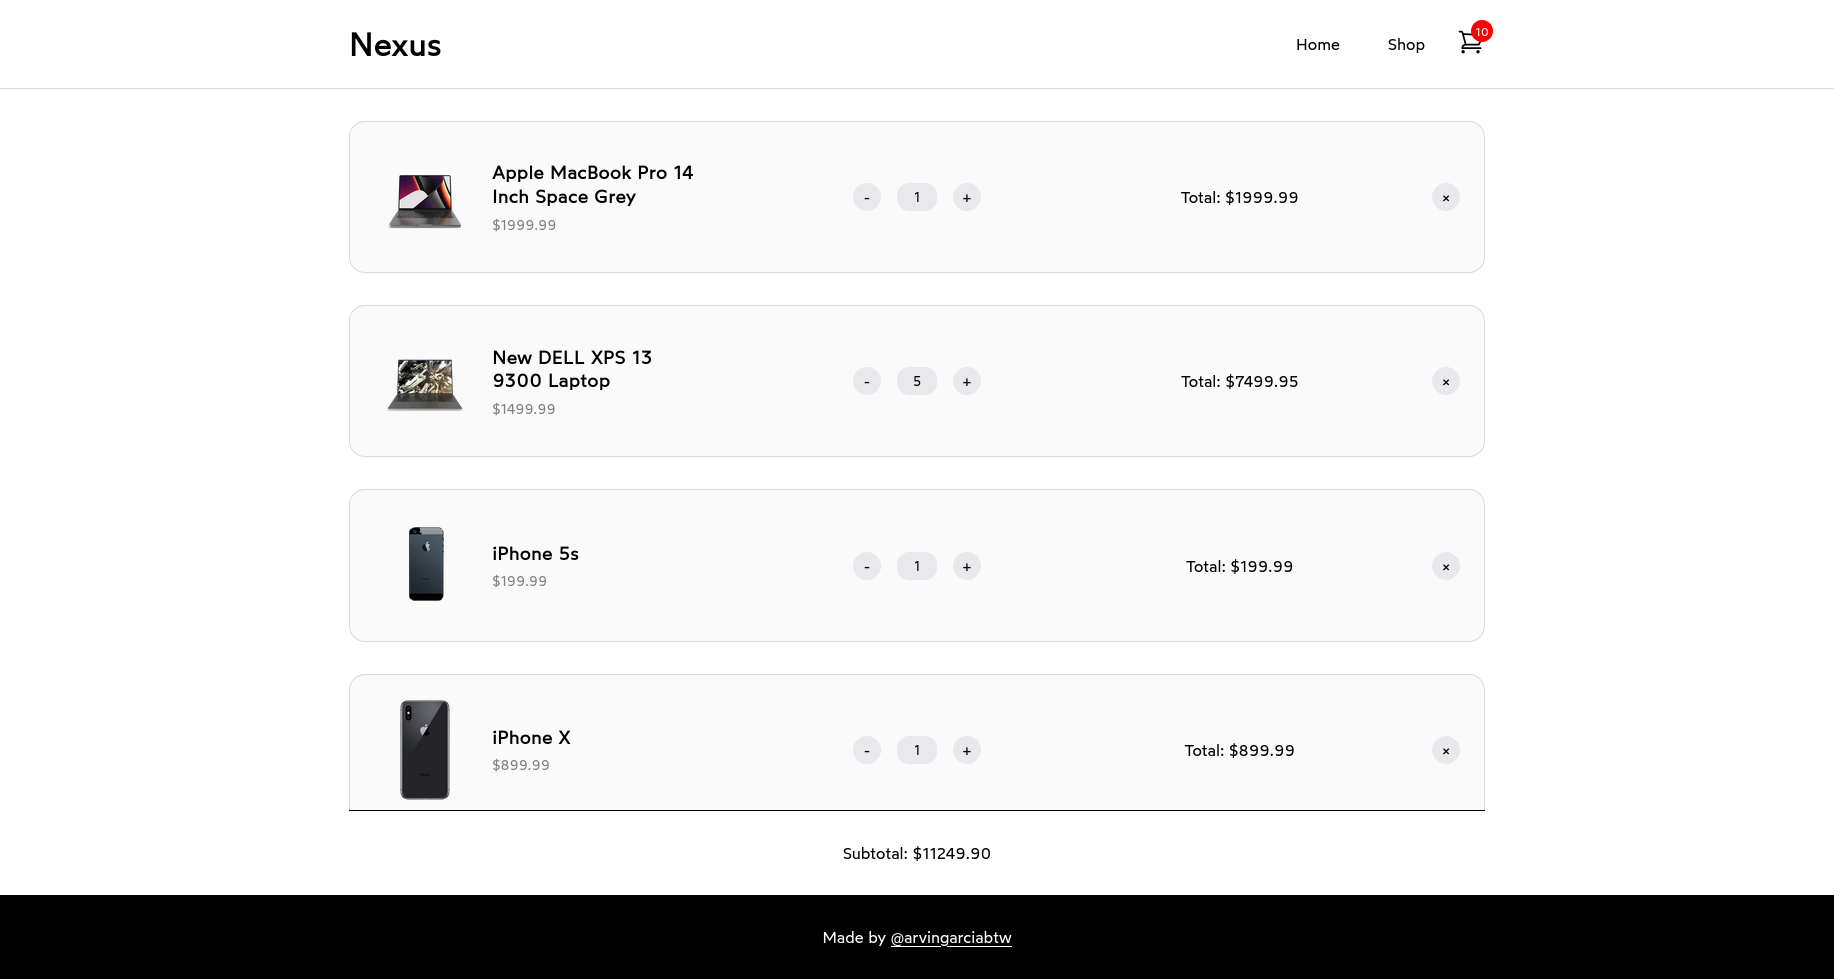 Nexus
Home
Shop
10
Apple MacBook Pro 14
Inch Space Grey
$1999.99
-
1
+
Total: $1999.99
×
New DELL XPS 13
9300 Laptop
$1499.99
-
5
+
Total: $7499.95
×
iPhone 5s
$199.99
-
1
+
Total: $199.99
×
iPhone X
$899.99
-
1
+
Total: $899.99
×
Subtotal: $11249.90
Made by @arvingarciabtw